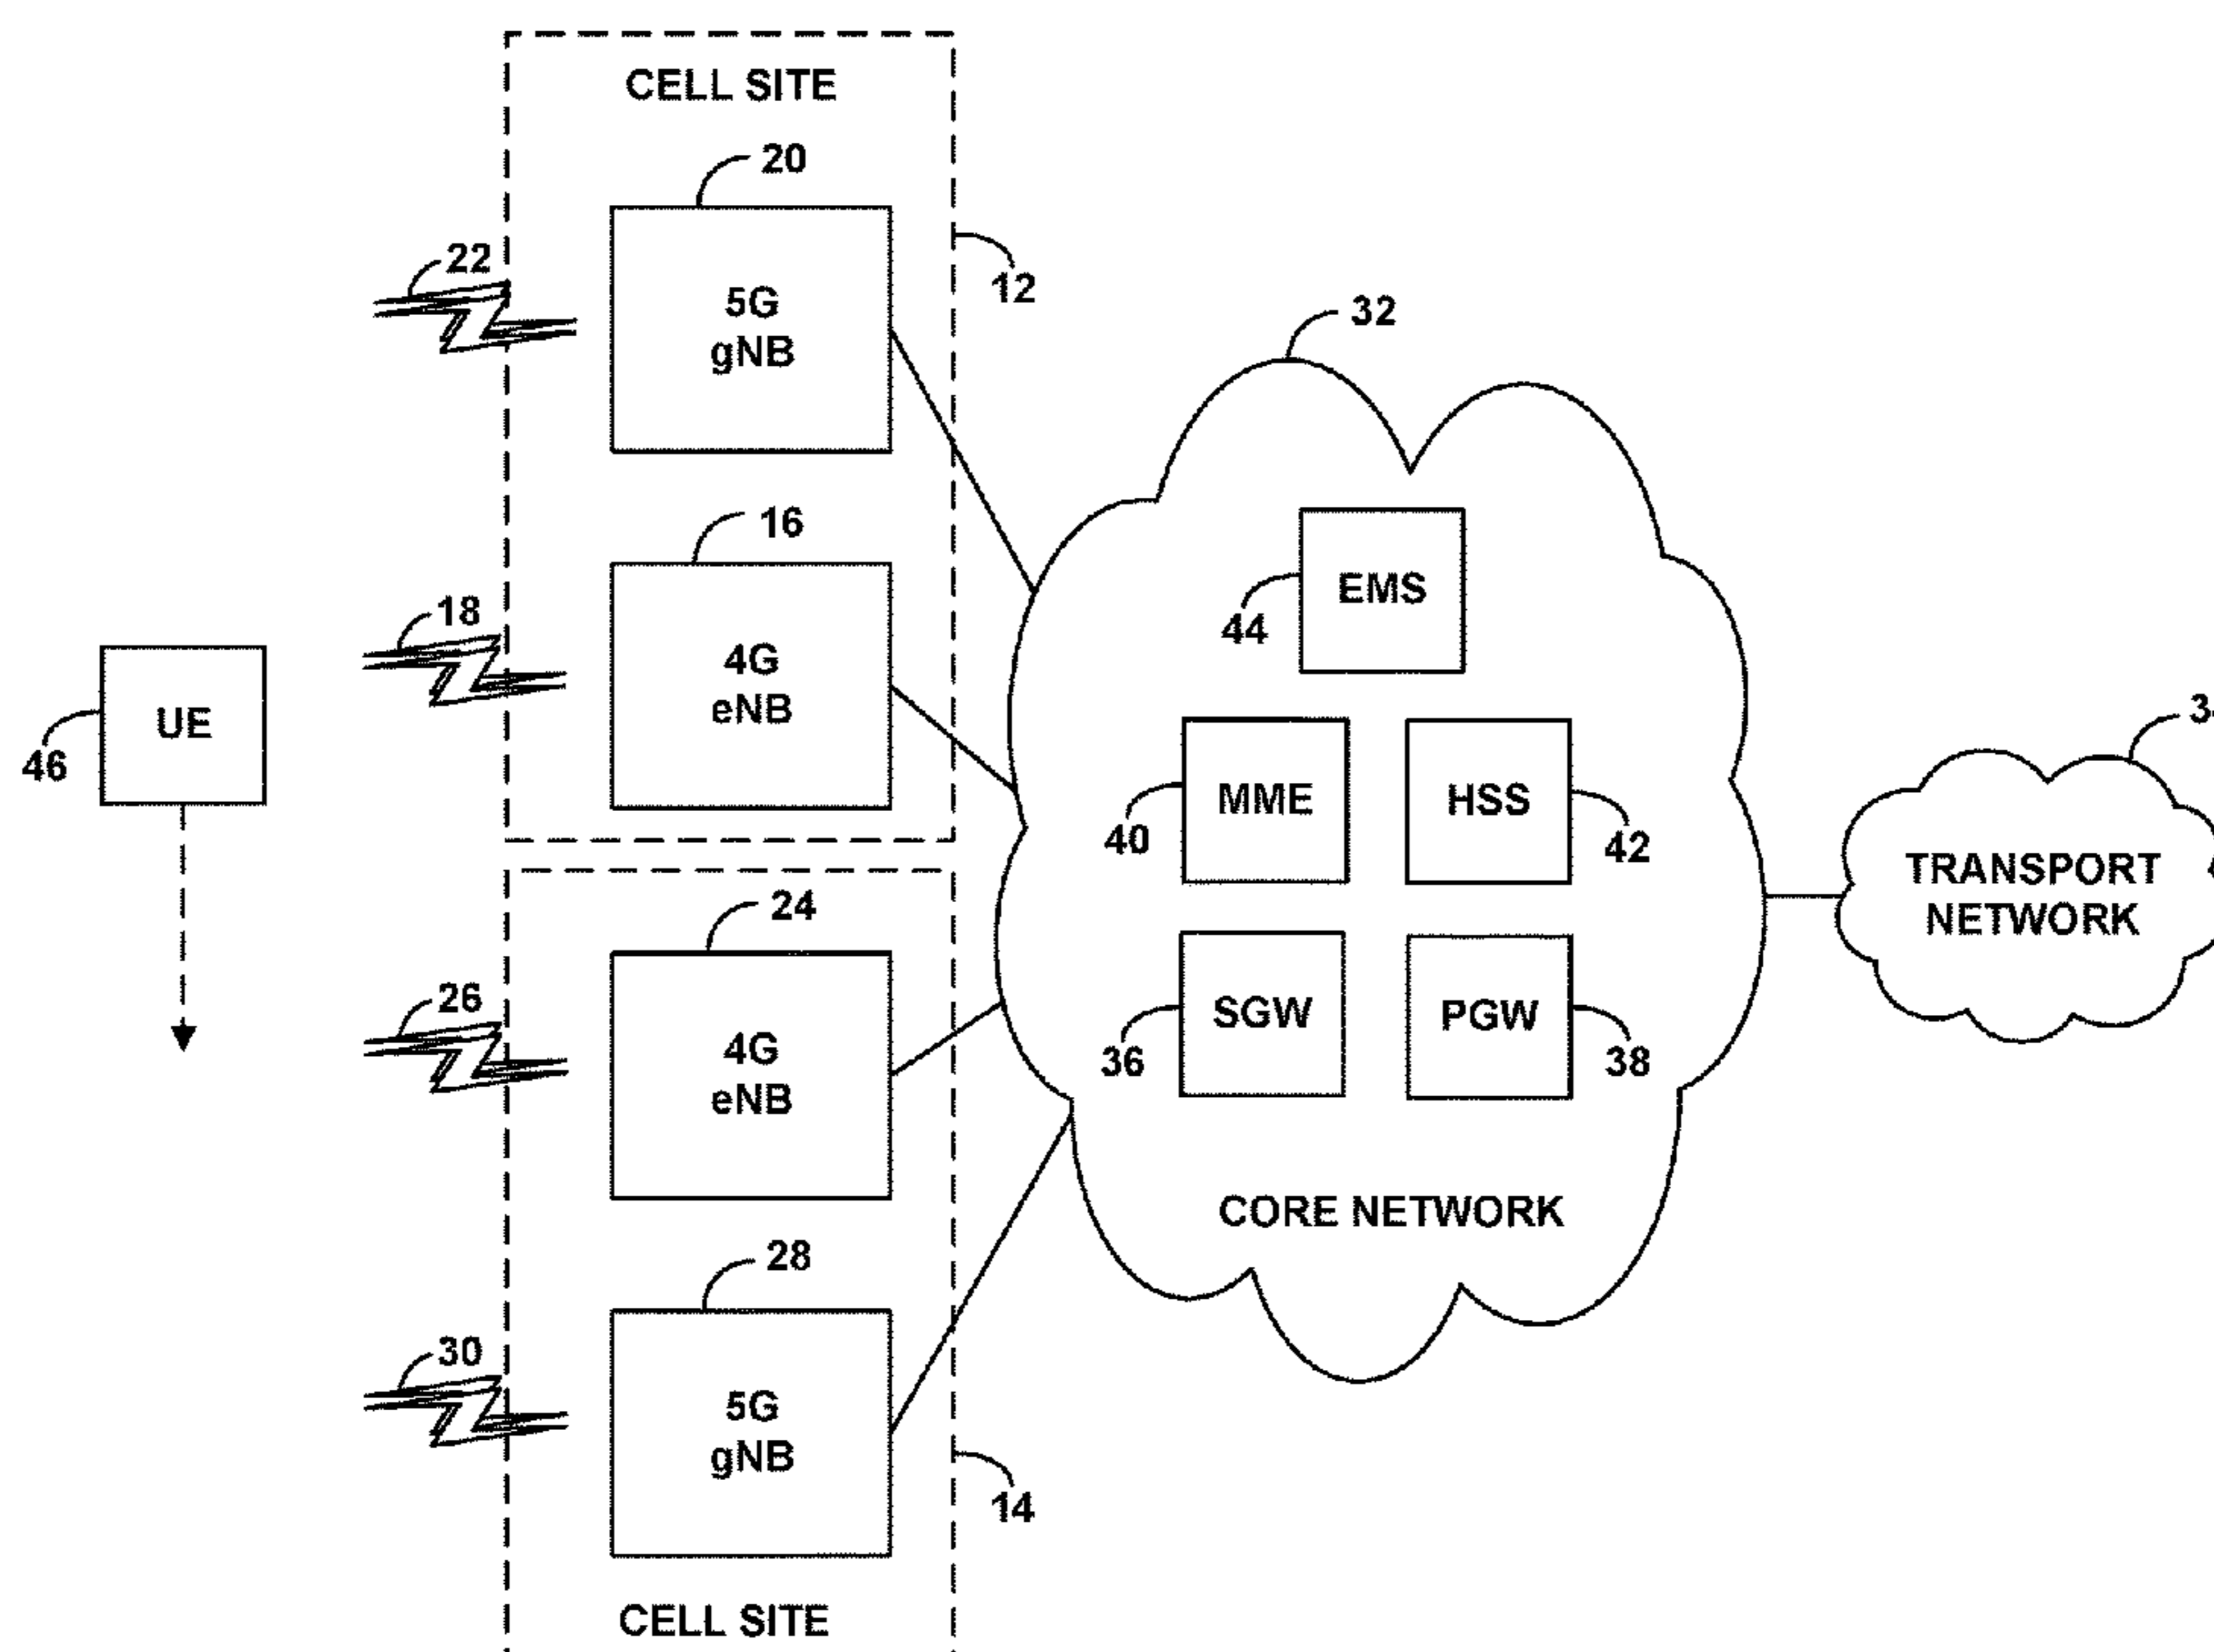 CELL SITE
20
5G
gNB
22
12
16
4G
eNB
18
UE
46
24
4G
eNB
26
28
5G
gNB
30
14
CELL SITE
32
EMS
44
MME
40
HSS
42
SGW
36
PGW
38
CORE NETWORK
TRANSPORT
NETWORK